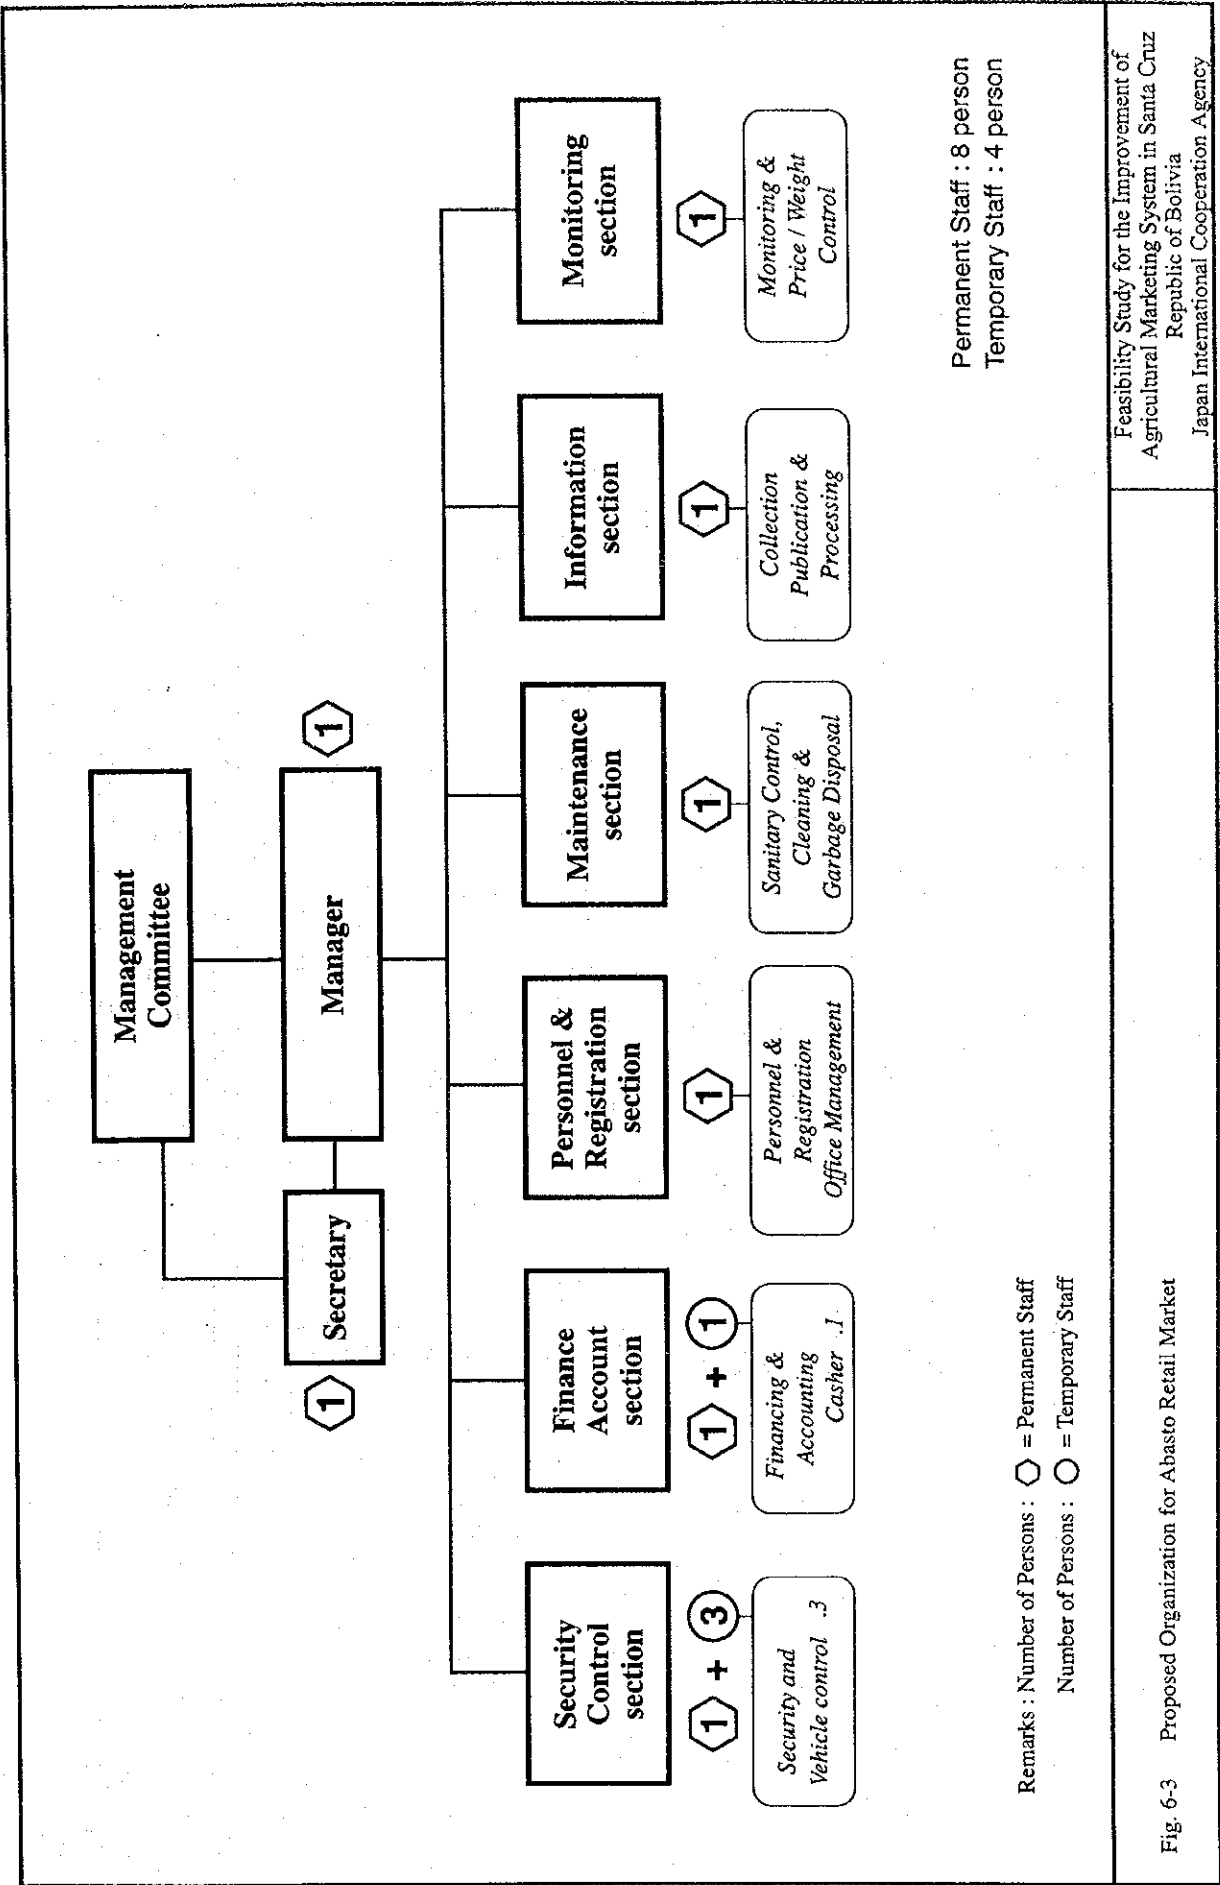 Management
Committee
Secretary
Manager
1
1
Security
Control
section
Finance
Account
section
Personnel &
Registration
section
Maintenance
section
Information
section
Monitoring
section
1 + 3
1 + 1
1
1
1
1
Security and
Vehicle control .3
Financing &
Accounting
Casher .1
Personnel &
Registration
Office Management
Sanitary Control,
Cleaning &
Garbage Disposal
Collection
Publication &
Processing
Monitoring &
Price / Weight
Control
Permanent Staff : 8 person
Temporary Staff : 4 person
Remarks : Number of Persons : ⬡ = Permanent Staff
Number of Persons : ◯ = Temporary Staff
Fig. 6-3 Proposed Organization for Abasto Retail Market
Feasibility Study for the Improvement of
Agricultural Marketing System in Santa Cruz
Republic of Bolivia
Japan International Cooperation Agency